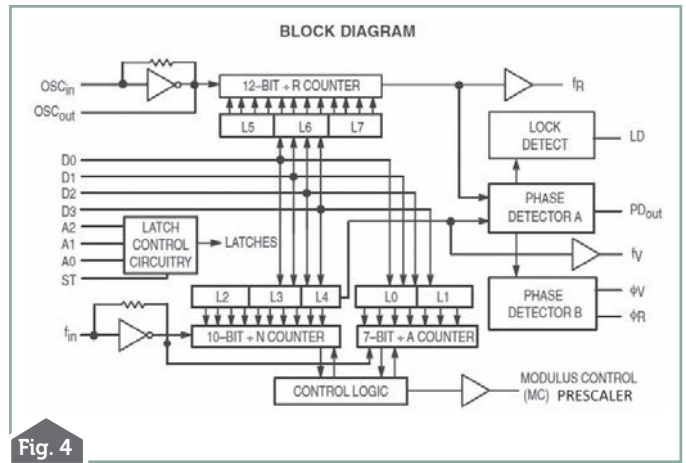 BLOCK DIAGRAM
OSCin
OSCout
12–BIT ÷ R COUNTER
fR
L5 L6 L7
LOCK
DETECT
LD
D0
D1
D2
D3
A2
A1
A0
ST
LATCH
CONTROL
CIRCUITRY
LATCHES
PHASE
DETECTOR A
PDout
fV
PHASE
DETECTOR B
ϕV
ϕR
L2 L3 L4
L0 L1
fin
10–BIT ÷ N COUNTER
7–BIT ÷ A COUNTER
CONTROL LOGIC
MODULUS CONTROL
(MC) PRESCALER
Fig. 4